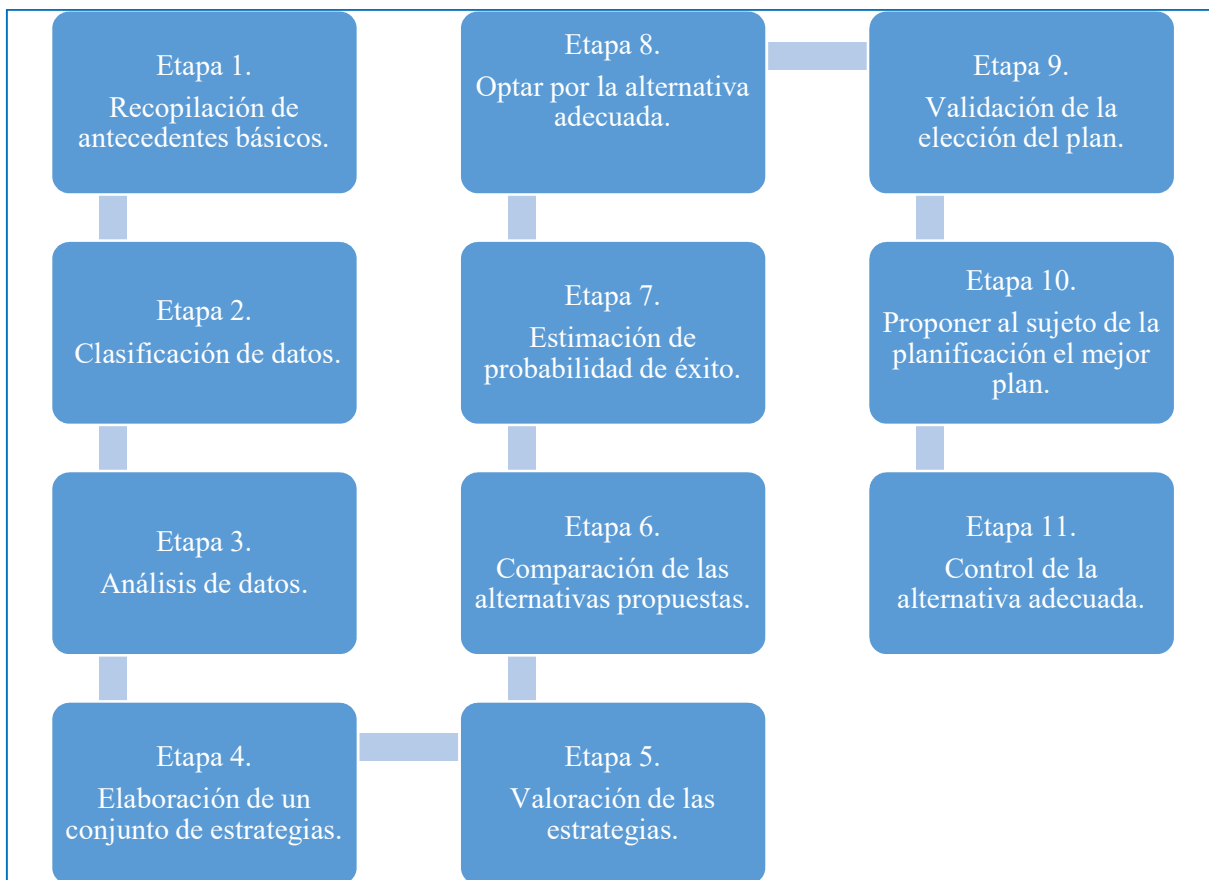 Etapa 1.
Recopilación de
antecedentes básicos.
Etapa 2.
Clasificación de datos.
Etapa 3.
Análisis de datos.
Etapa 4.
Elaboración de un
conjunto de estrategias.
Etapa 5.
Valoración de las
estrategias.
Etapa 6.
Comparación de las
alternativas propuestas.
Etapa 7.
Estimación de
probabilidad de éxito.
Etapa 8.
Optar por la alternativa
adecuada.
Etapa 9.
Validación de la
elección del plan.
Etapa 10.
Proponer al sujeto de la
planificación el mejor
plan.
Etapa 11.
Control de la
alternativa adecuada.